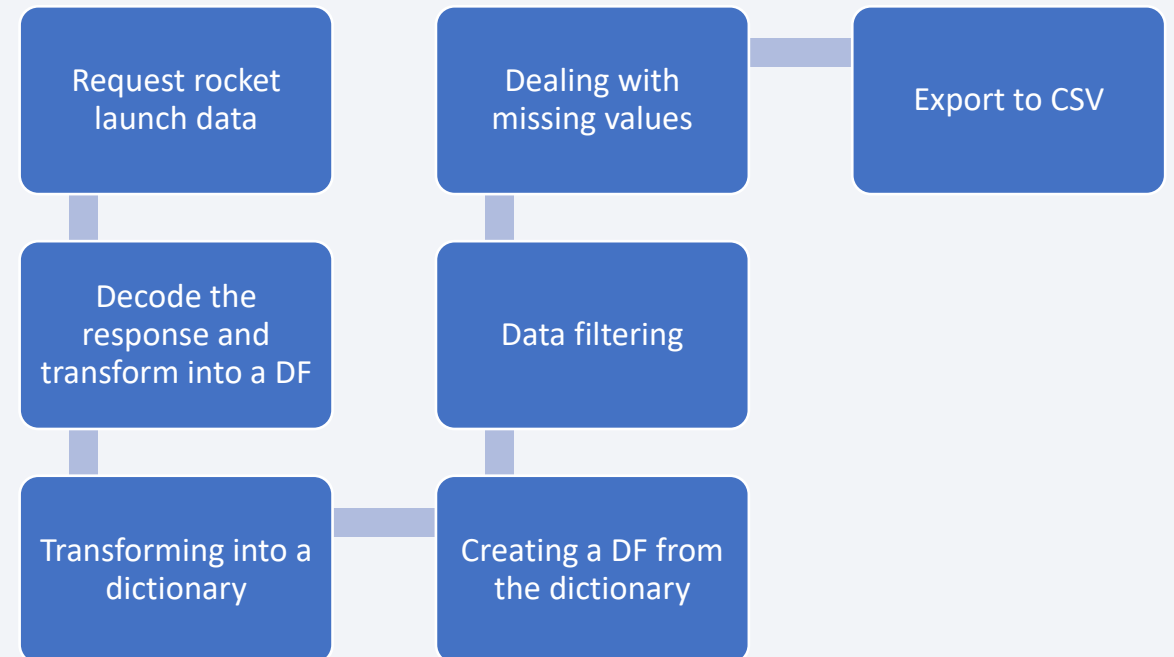 Request rocket
launch data
Decode the
response and
transform into a DF
Transforming into a
dictionary
Creating a DF from
the dictionary
Data filtering
Dealing with
missing values
Export to CSV